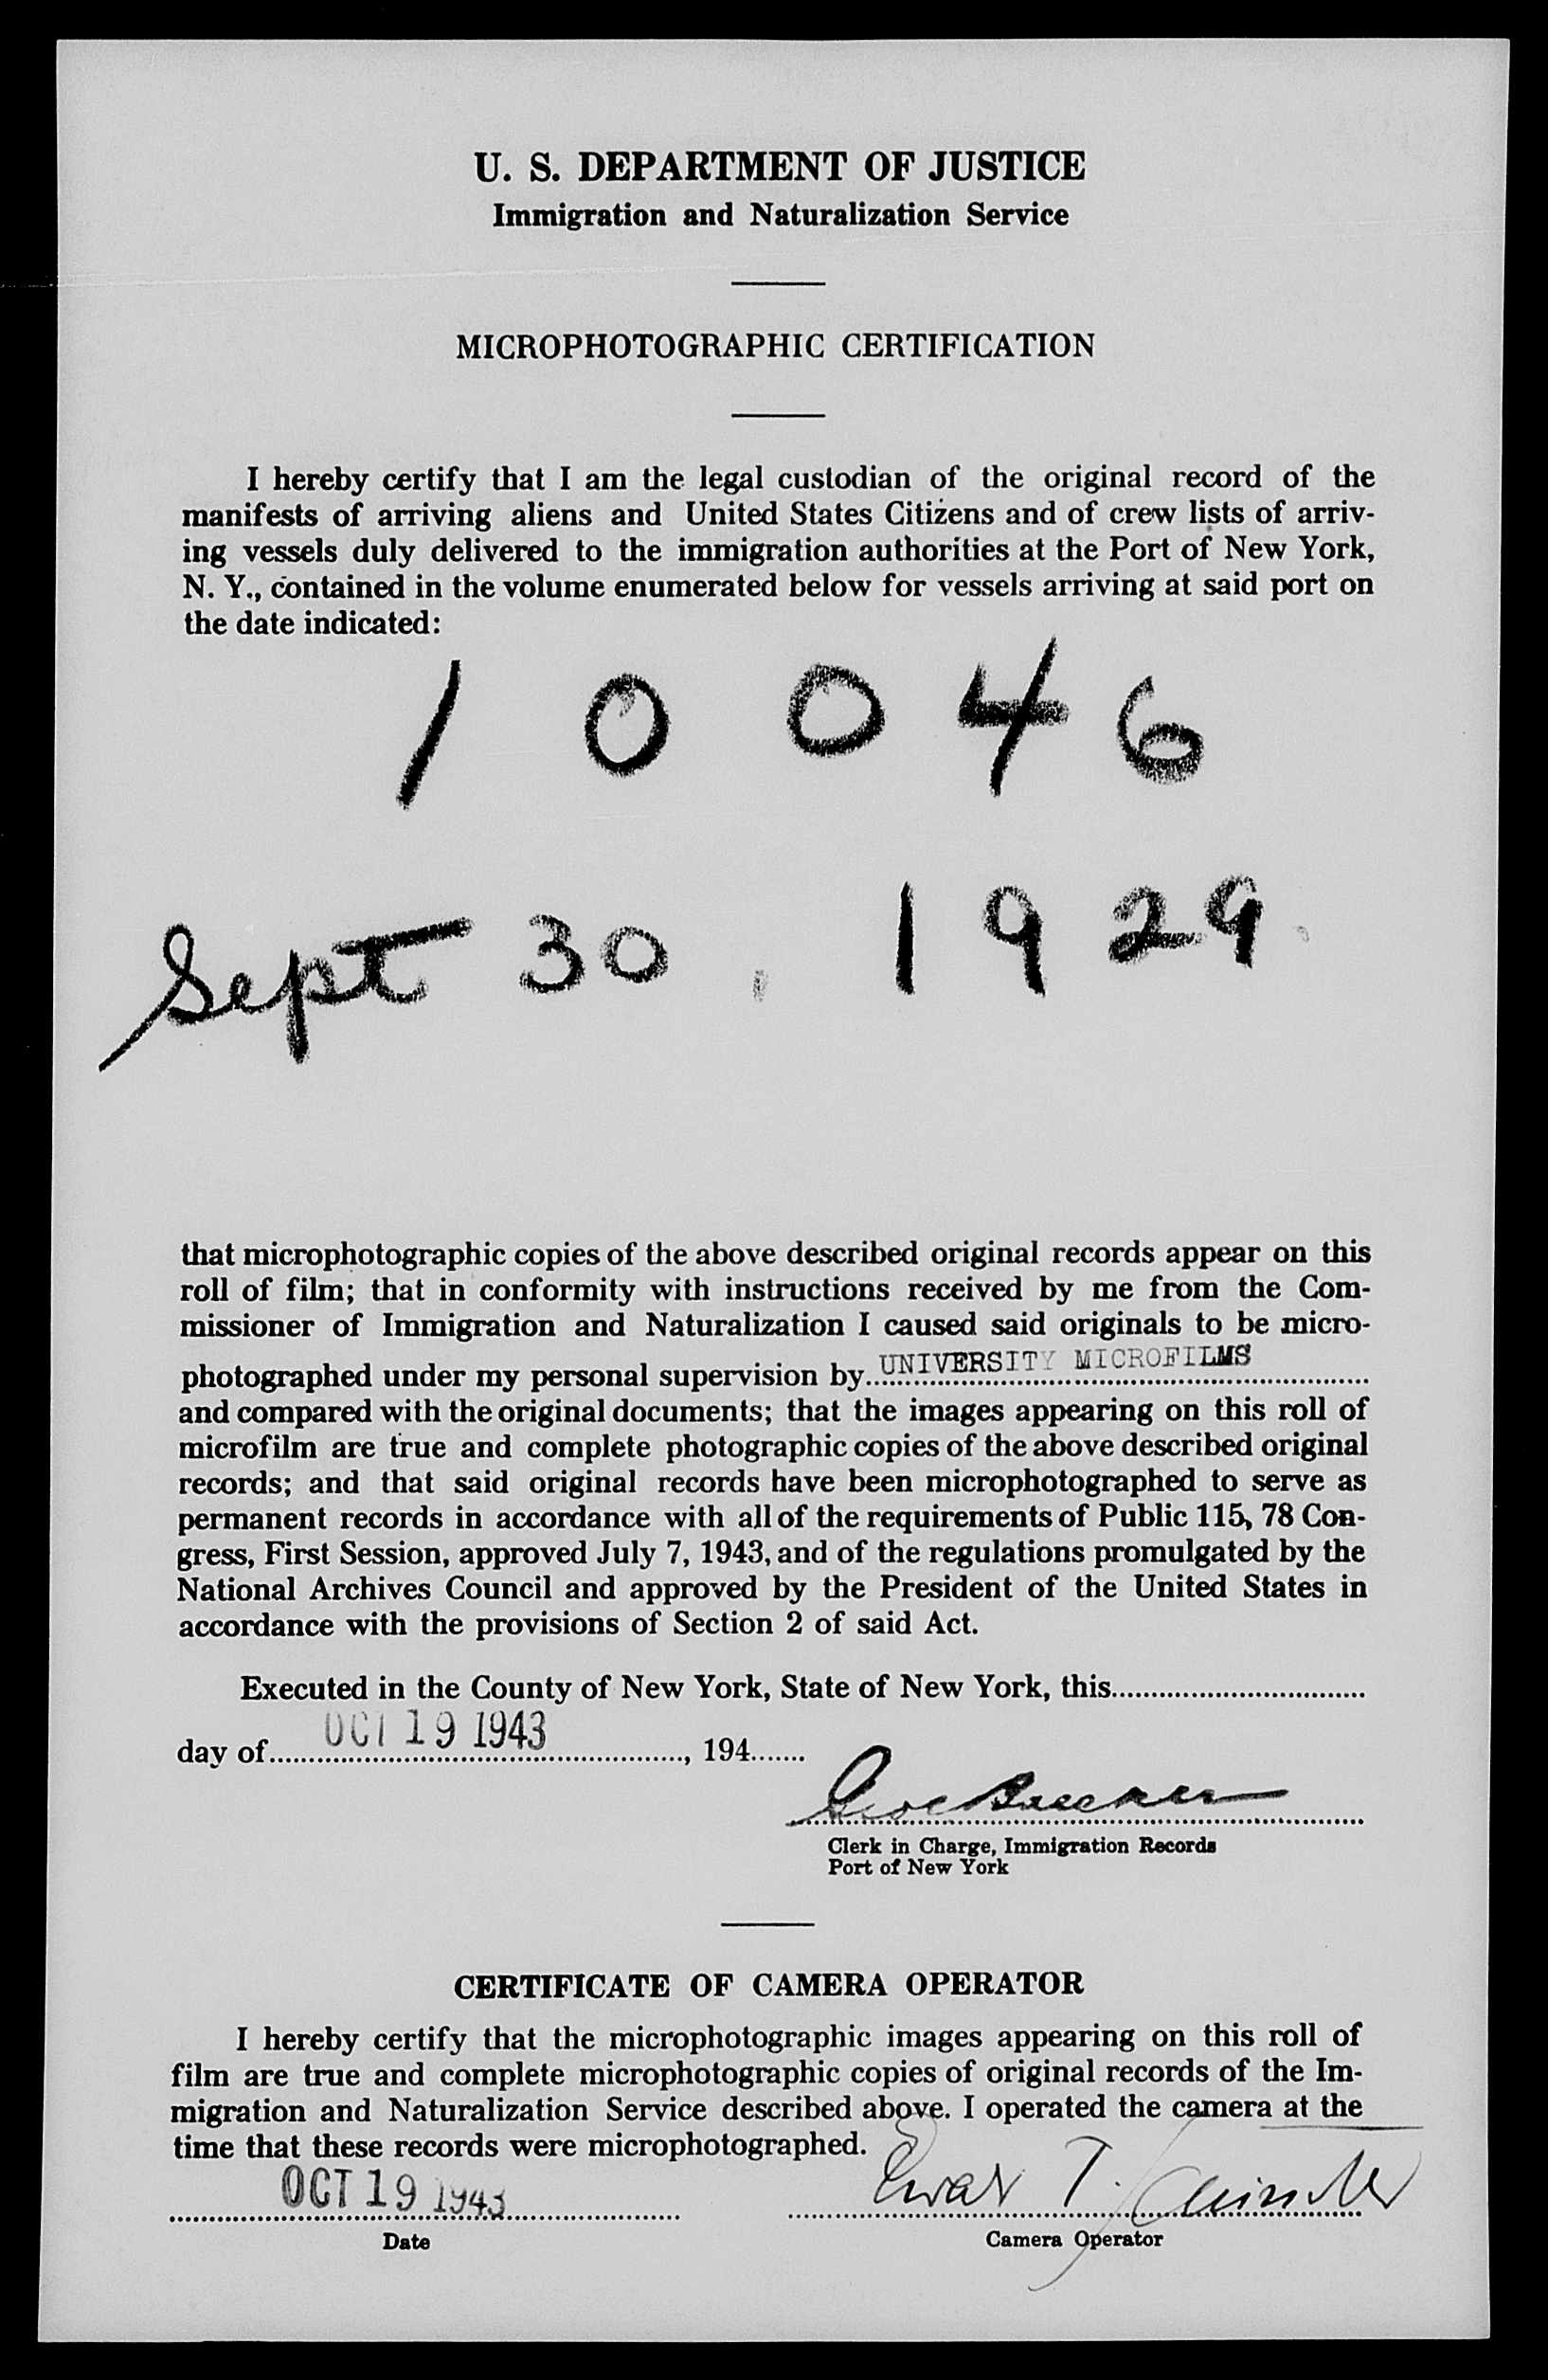 U. S. DEPARTMENT OF JUSTICE
Immigration and Naturalization Service
MICROPHOTOGRAPHIC CERTIFICATION
I hereby certify that I am the legal custodian of the original record of the
manifests of arriving aliens and United States Citizens and of crew lists of arriv-
ing vessels duly delivered to the immigration authorities at the Port of New York,
N. Y., contained in the volume enumerated below for vessels arriving at said port on
the date indicated:
10046
Sept 30, 1929.
that microphotographic copies of the above described original records appear on this
roll of film; that in conformity with instructions received by me from the Com-
missioner of Immigration and Naturalization I caused said originals to be micro-
photographed under my personal supervision by UNIVERSITY MICROFILMS
and compared with the original documents; that the images appearing on this roll of
microfilm are true and complete photographic copies of the above described original
records; and that said original records have been microphotographed to serve as
permanent records in accordance with all of the requirements of Public 115, 78 Con-
gress, First Session, approved July 7, 1943, and of the regulations promulgated by the
National Archives Council and approved by the President of the United States in
accordance with the provisions of Section 2 of said Act.
Executed in the County of New York, State of New York, this
day of OCT 19 1943, 194
Clerk in Charge, Immigration Records
Port of New York
CERTIFICATE OF CAMERA OPERATOR
I hereby certify that the microphotographic images appearing on this roll of
film are true and complete microphotographic copies of original records of the Im-
migration and Naturalization Service described above. I operated the camera at the
time that these records were microphotographed.
OCT 19 1943 T.
Date Camera Operator